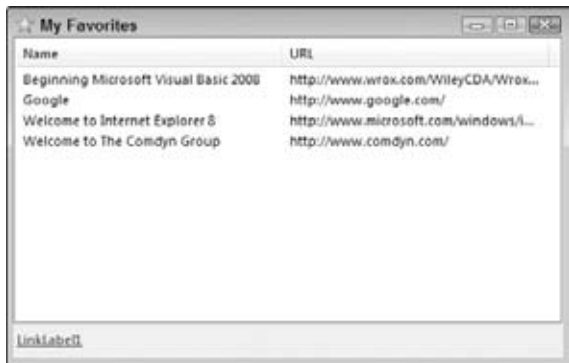 My Favorites
Name URL
Beginning Microsoft Visual Basic 2008 http://www.wrox.com/WileyCDA/Wrox...
Google http://www.google.com/
Welcome to Internet Explorer 8 http://www.microsoft.com/windows/i...
Welcome to The Comdyn Group http://www.comdyn.com/
LinkLabel1